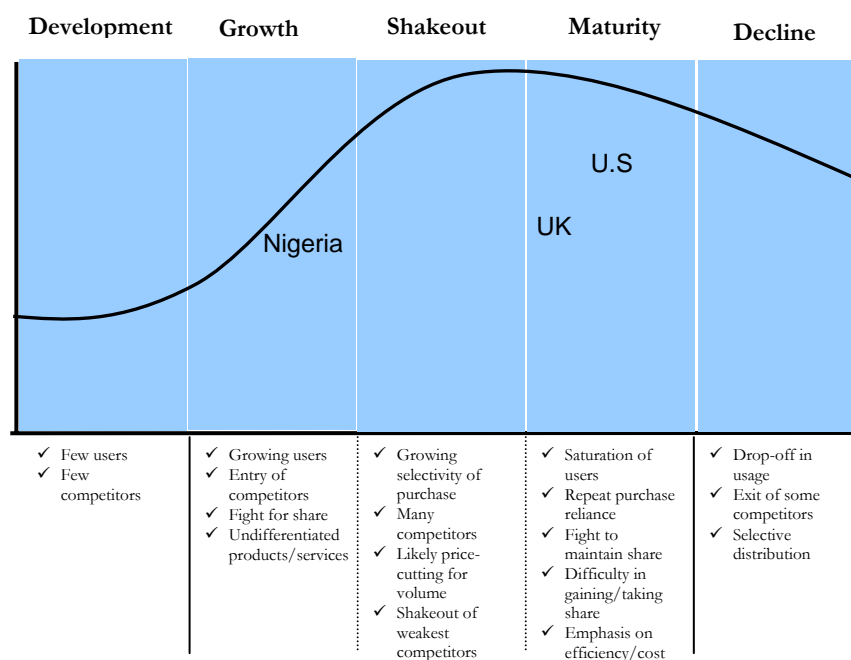 Development
Growth
Shakeout
Maturity
Decline
U.S
UK
Nigeria
✓ Few users
✓ Few
competitors
✓ Growing users
✓ Entry of
competitors
✓ Fight for share
✓ Undifferentiated
products/services
✓ Growing
selectivity of
purchase
✓ Many
competitors
✓ Likely price-
cutting for
volume
✓ Shakeout of
weakest
competitors
✓ Saturation of
users
✓ Repeat purchase
reliance
✓ Fight to
maintain share
✓ Difficulty in
gaining/taking
share
✓ Emphasis on
efficiency/cost
✓ Drop-off in
usage
✓ Exit of some
competitors
✓ Selective
distribution